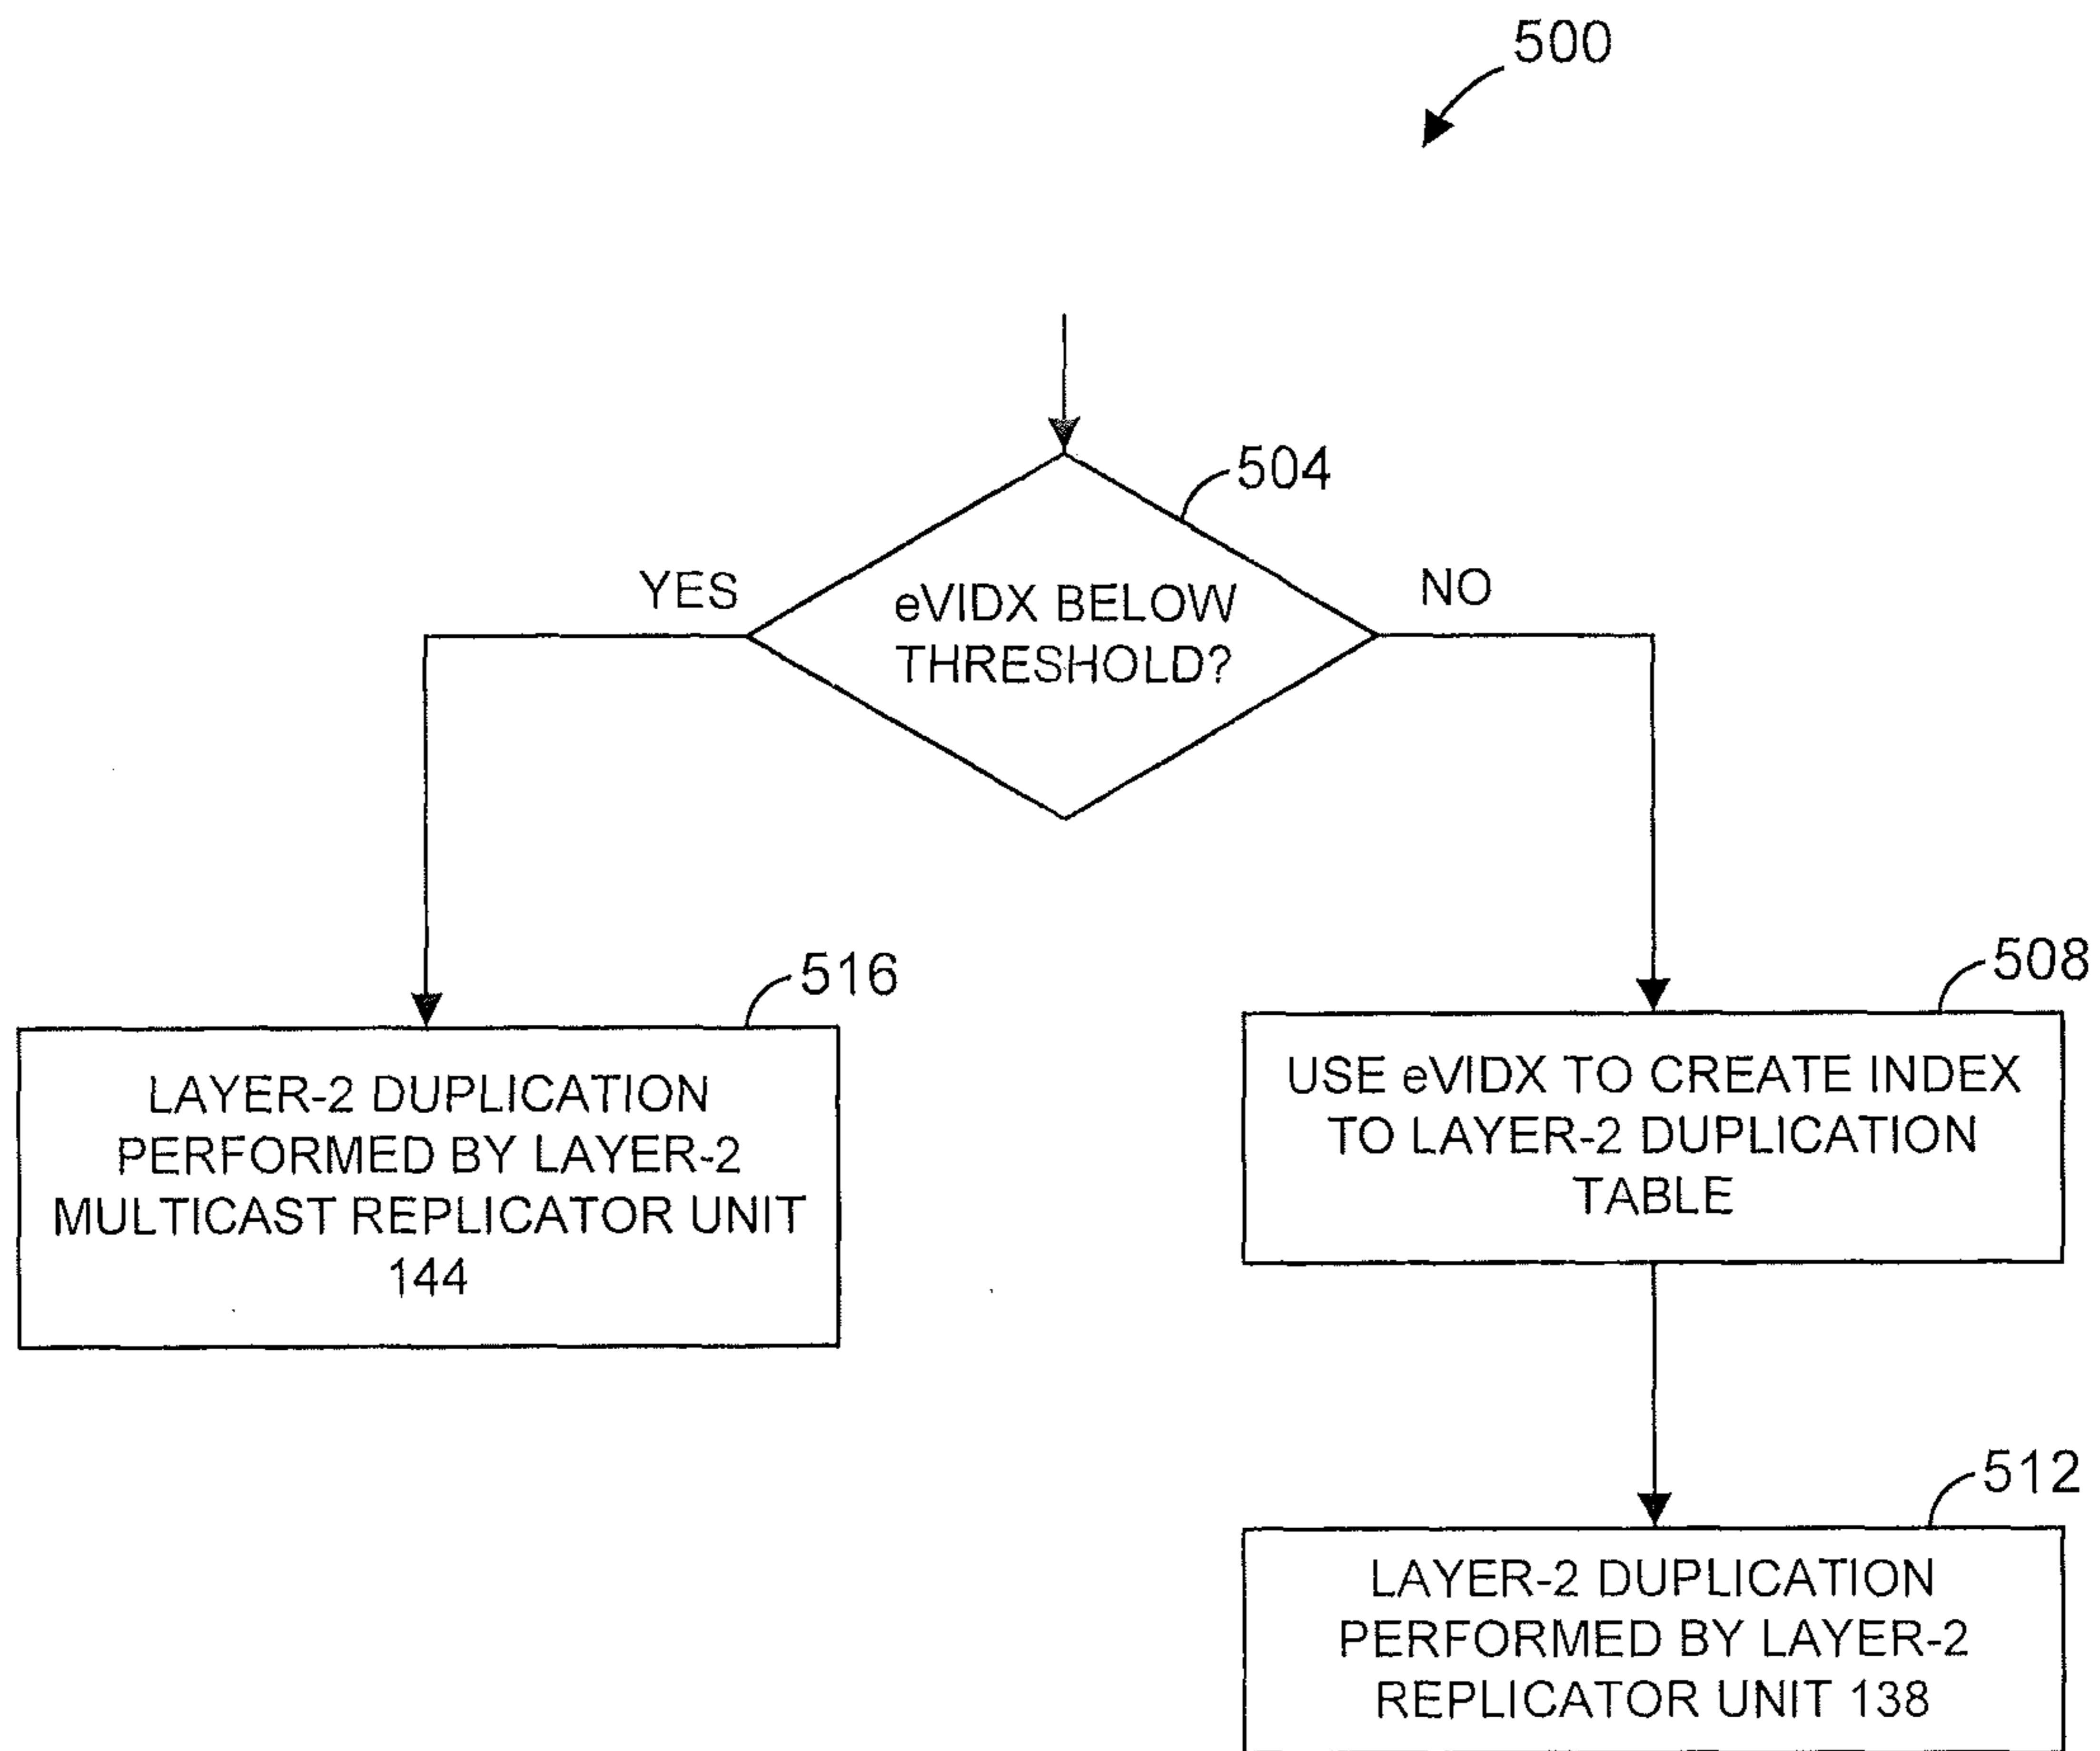 500
504
YES
NO
eVIDX BELOW
THRESHOLD?
516
508
LAYER-2 DUPLICATION
PERFORMED BY LAYER-2
MULTICAST REPLICATOR UNIT
144
USE eVIDX TO CREATE INDEX
TO LAYER-2 DUPLICATION
TABLE
512
LAYER-2 DUPLICATION
PERFORMED BY LAYER-2
REPLICATOR UNIT 138